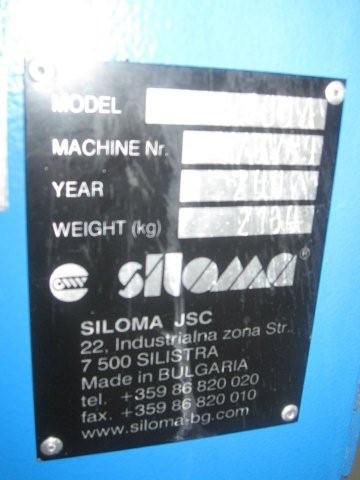 MODEL
MACHINE Nr.
YEAR
WEIGHT (kg)
siloma®
SILOMA JSC
22, Industrialna zona Str.
7 500 SILISTRA
Made in BULGARIA
tel. +359 86 820 020
fax. +359 86 820 010
www.siloma-bg.com